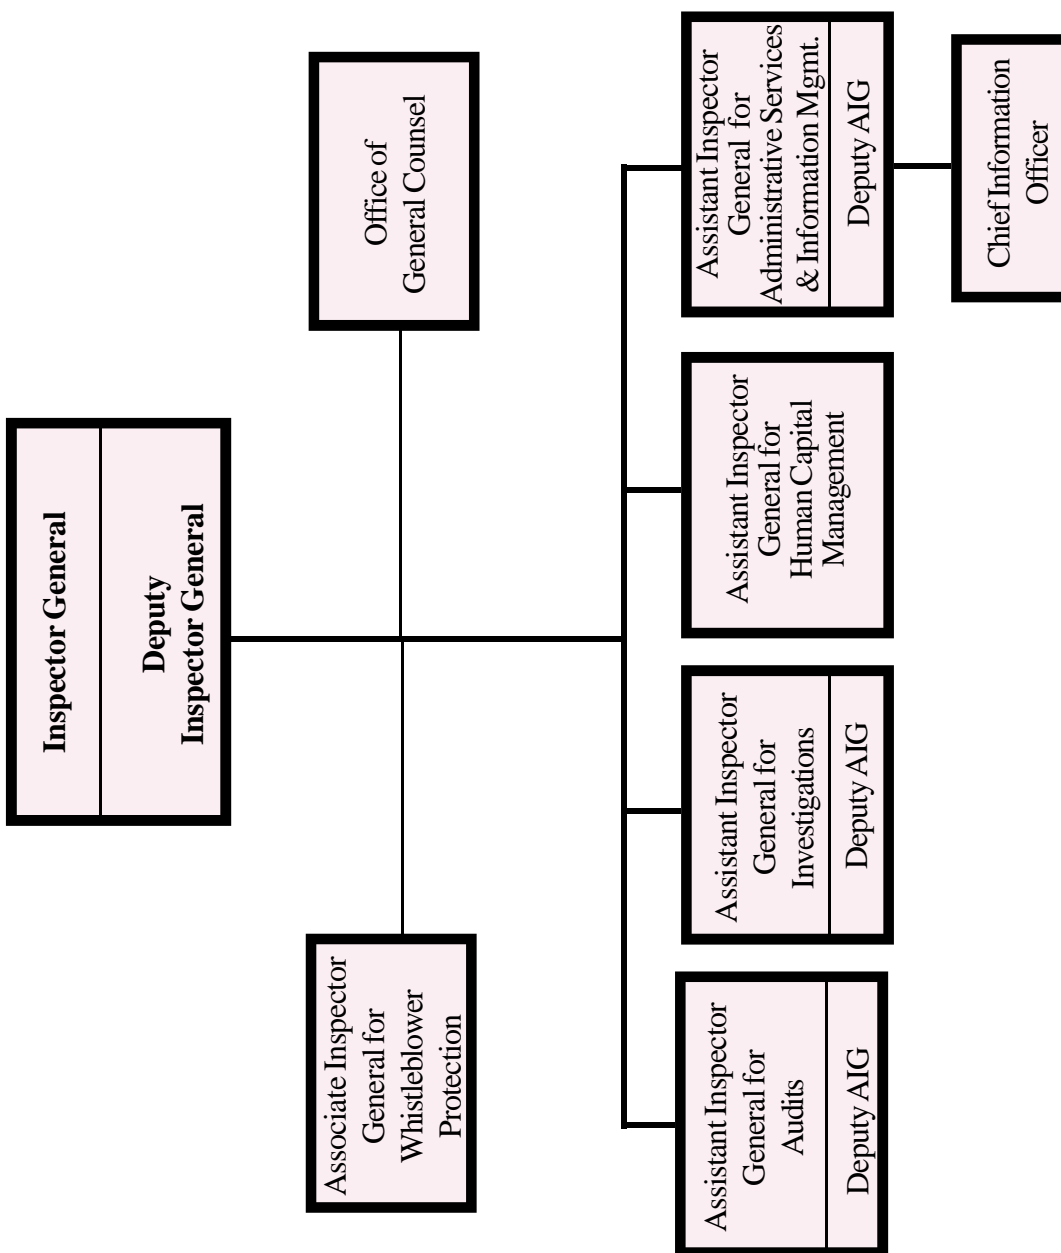 Inspector General
Deputy
Inspector General
Associate Inspector
General for
Whistleblower
Protection
Office of
General Counsel
Assistant Inspector
General for
Audits
Deputy AIG
Assistant Inspector
General for
Investigations
Deputy AIG
Assistant Inspector
General for
Human Capital
Management
Assistant Inspector
General for
Administrative Services
& Information Mgmt.
Deputy AIG
Chief Information
Officer